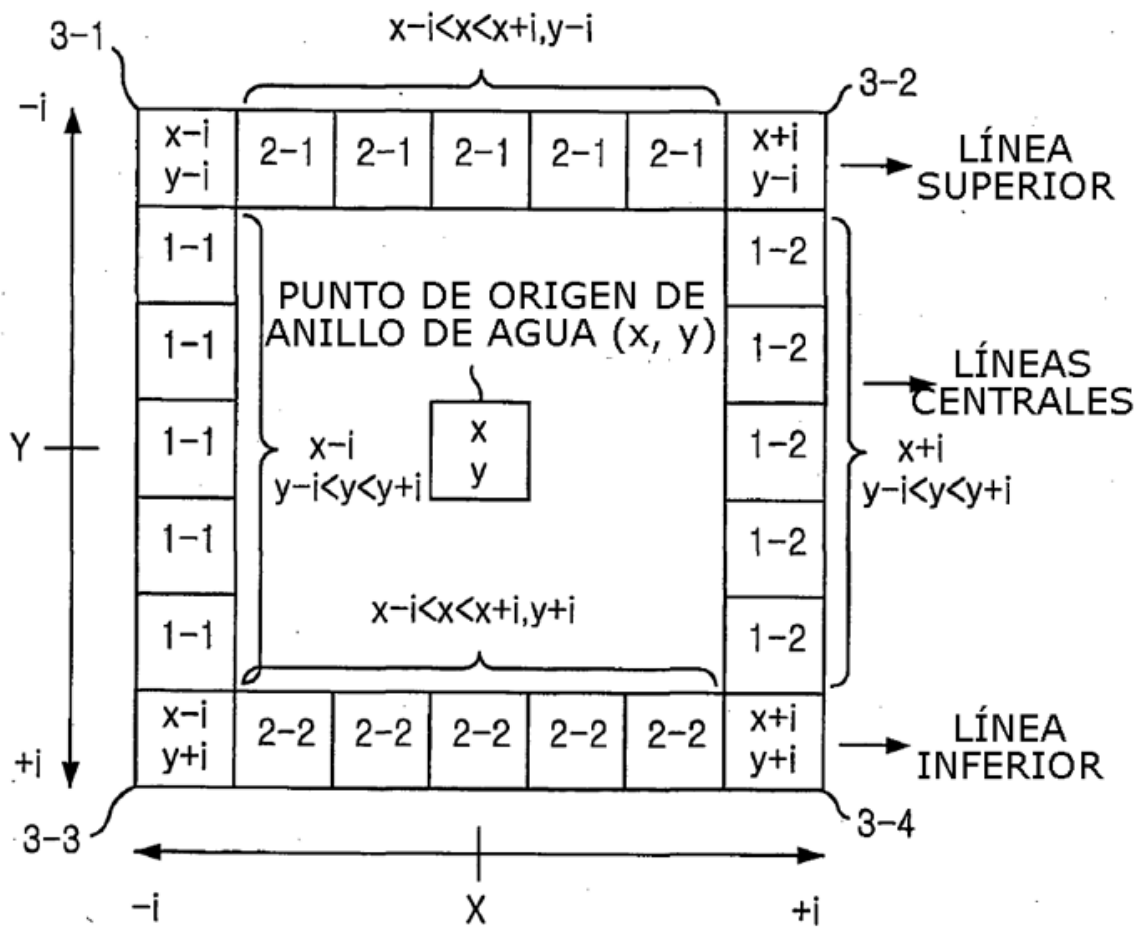 x-i<x<x+i,y-i
3-1
3-2
-i
x-i
y-i
2-1 2-1 2-1 2-1 2-1
x+i
y-i
LÍNEA
SUPERIOR
1-1
1-2
PUNTO DE ORIGEN DE
ANILLO DE AGUA (x, y)
1-1
1-2
LÍNEAS
CENTRALES
Y
1-1
x-i
y-i<y<y+i
x
y
1-2
x+i
y-i<y<y+i
1-1
1-2
x-i<x<x+i,y+i
1-1
1-2
x-i
y+i
2-2 2-2 2-2 2-2 2-2
x+i
y+i
LÍNEA
INFERIOR
+i
3-3
3-4
-i
X
+i